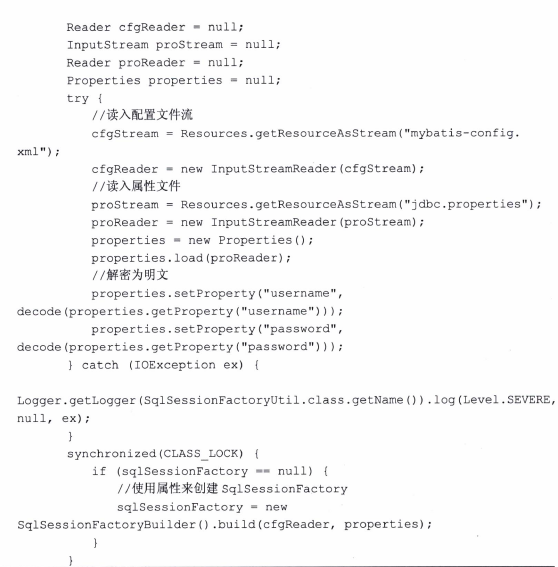 Reader cfgReader = null;
InputStream proStream = null;
Reader proReader = null;
Properties properties = null;
try {
//读入配置文件流
cfgStream = Resources.getResourceAsStream("mybatis-config.
xml");
cfgReader = new InputStreamReader(cfgStream);
//读入属性文件
proStream = Resources.getResourceAsStream("jdbc.properties");
proReader = new InputStreamReader(proStream);
properties = new Properties();
properties.load(proReader);
//解密为明文
properties.setProperty("username",
decode(properties.getProperty("username")));
properties.setProperty("password",
decode(properties.getProperty("password")));
} catch (IOException ex) {
Logger.getLogger(SqlSessionFactoryUtil.class.getName()).log(Level.SEVERE,
null, ex);
}
synchronized(CLASS_LOCK) {
if (sqlSessionFactory == null) {
//使用属性来创建 SqlSessionFactory
sqlSessionFactory = new
SqlSessionFactoryBuilder().build(cfgReader, properties);
}
}